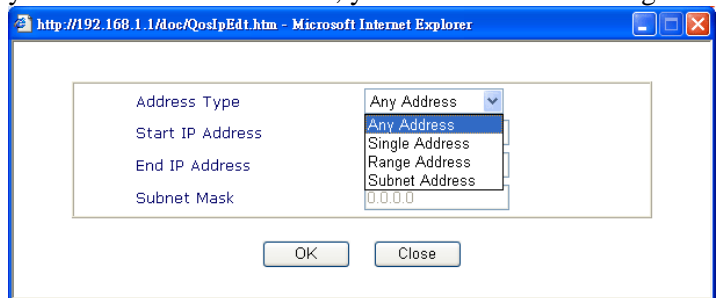 http://192.168.1.1/doc/QosIpEdt.htm - Microsoft Internet Explorer
Address Type Any Address
Any Address
Start IP Address
Single Address
End IP Address Range Address
Subnet Address
Subnet Mask 0.0.0.0
OK Close